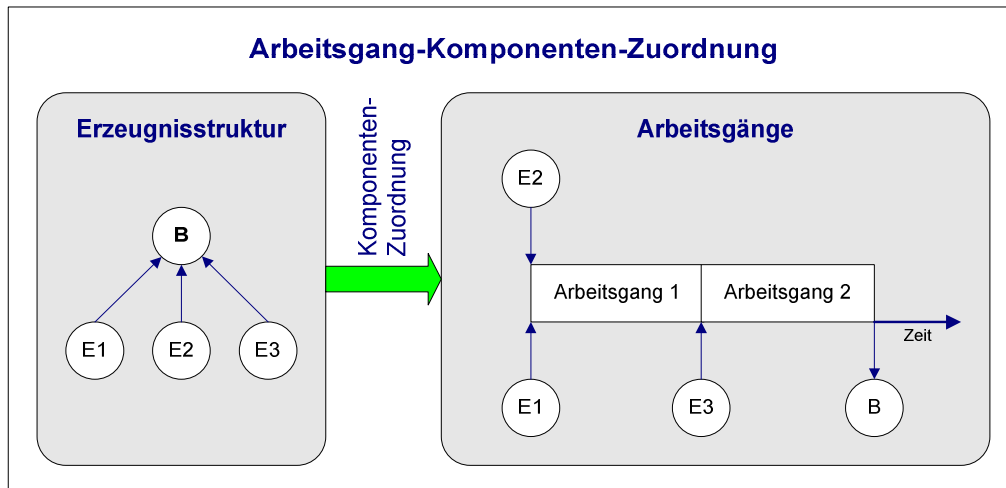 Arbeitsgang-Komponenten-Zuordnung
Erzeugnisstruktur
B
E1
E2
E3
Komponenten-
Zuordnung
Arbeitsgänge
E2
Arbeitsgang 1
Arbeitsgang 2
Zeit
E1
E3
B